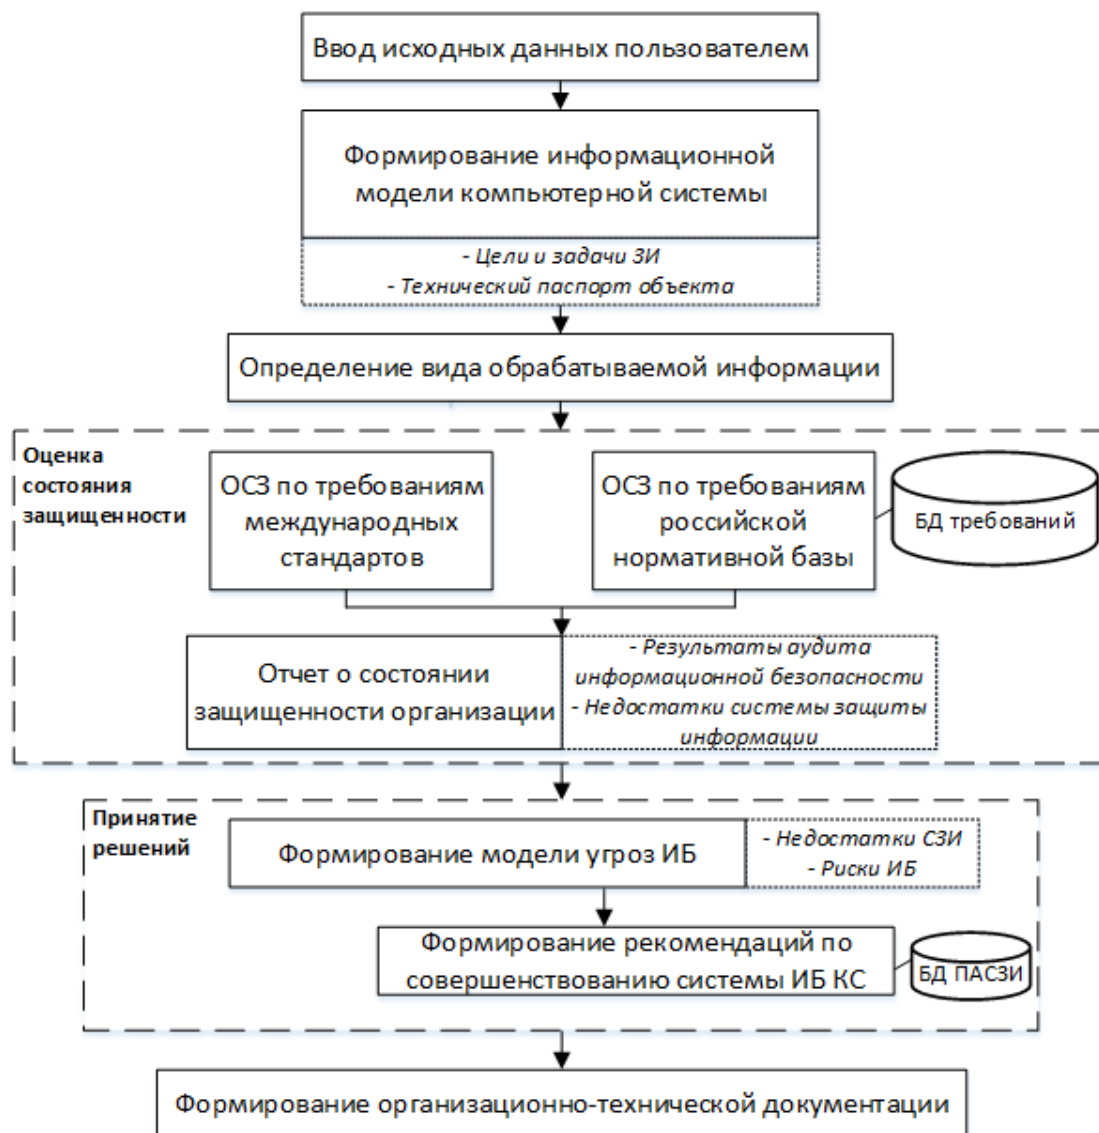 Ввод исходных данных пользователем
Формирование информационной
модели компьютерной системы
- Цели и задачи ЗИ
- Технический паспорт объекта
Определение вида обрабатываемой информации
Оценка
состояния
защищенности
ОСЗ по требованиям
международных
стандартов
ОСЗ по требованиям
российской
нормативной базы
БД требований
Отчет о состоянии
защищенности организации
- Результаты аудита
информационной безопасности
- Недостатки системы защиты
информации
Принятие
решений
Формирование модели угроз ИБ
- Недостатки СЗИ
- Риски ИБ
Формирование рекомендаций по
совершенствованию системы ИБ КС
БД ПАСЗИ
Формирование организационно-технической документации